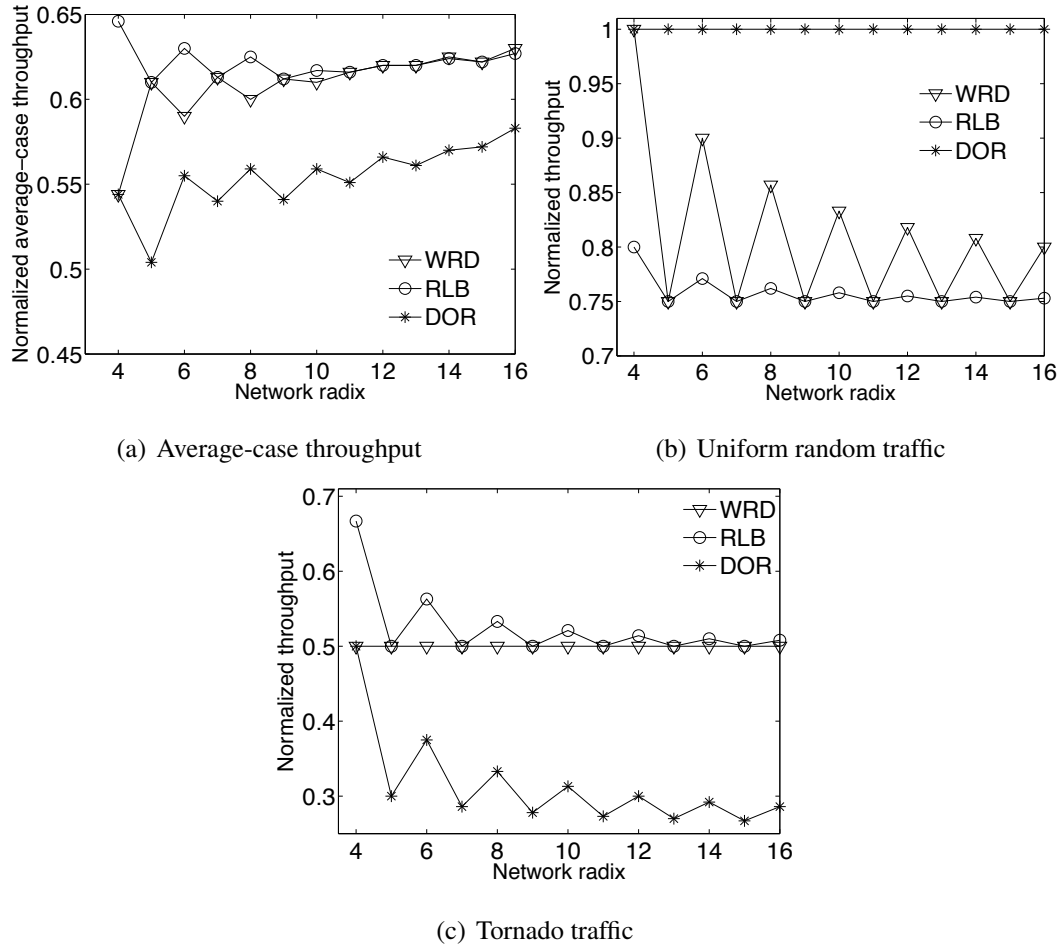 0.65
0.6
0.55
0.5
0.45
Normalized average−case throughput
WRD
RLB
DOR
4 6 8 10 12 14 16
Network radix
(a) Average-case throughput
1
0.95
0.9
0.85
0.8
0.75
0.7
Normalized throughput
WRD
RLB
DOR
4 6 8 10 12 14 16
Network radix
(b) Uniform random traffic
0.7
0.6
0.5
0.4
0.3
Normalized throughput
WRD
RLB
DOR
4 6 8 10 12 14 16
Network radix
(c) Tornado traffic